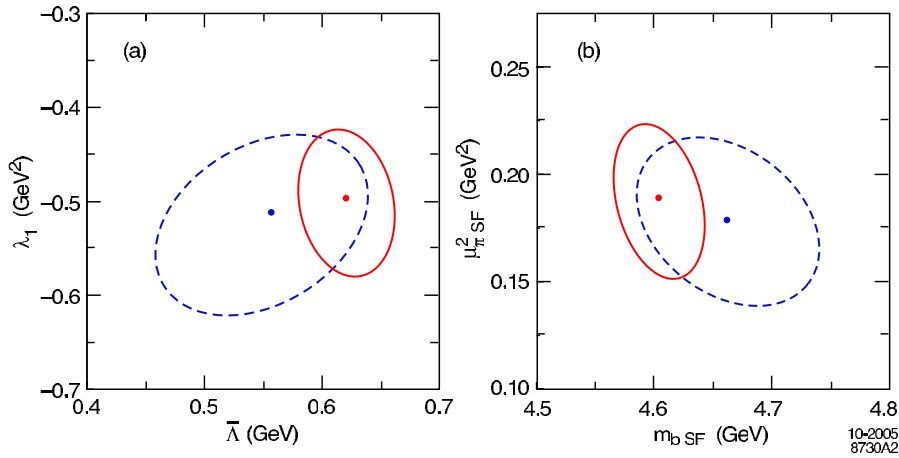 (a)
λ₁ (GeV²)
−0.3
−0.4
−0.5
−0.6
−0.7
0.4
0.5
0.6
0.7
Λ̅ (GeV)
(b)
μ²π SF (GeV²)
0.25
0.20
0.15
0.10
4.5
4.6
4.7
4.8
mb SF (GeV)
10-2005
8730A2